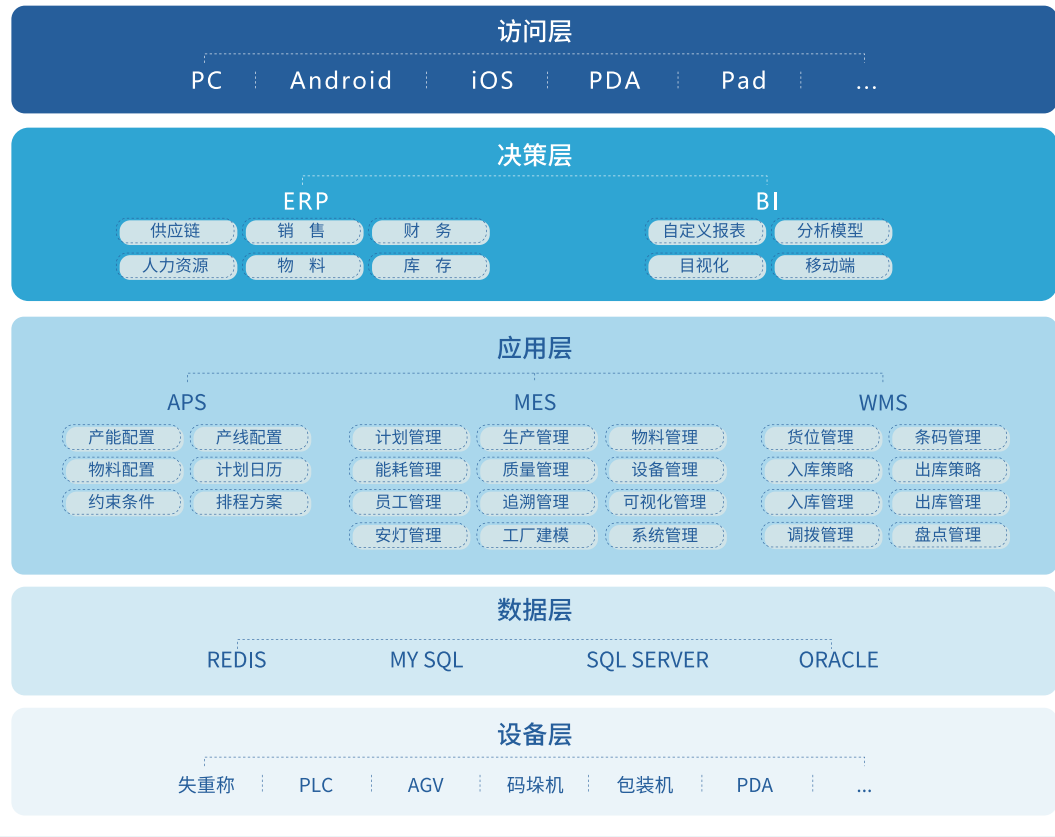 访问层
PC Android iOS PDA Pad ...
决策层
ERP BI
供应链 销 售 财 务 自定义报表 分析模型
人力资源 物 料 库 存 目视化 移动端
应用层
APS MES WMS
产能配置 产线配置 计划管理 生产管理 物料管理 货位管理 条码管理
物料配置 计划日历 能耗管理 质量管理 设备管理 入库策略 出库策略
约束条件 排程方案 员工管理 追溯管理 可视化管理 入库管理 出库管理
安灯管理 工厂建模 系统管理 调拨管理 盘点管理
数据层
REDIS MY SQL SQL SERVER ORACLE
设备层
失重称 PLC AGV 码垛机 包装机 PDA ...